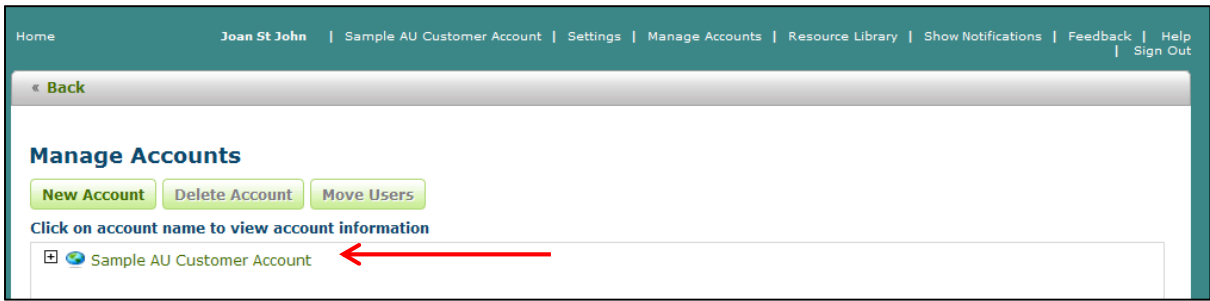 Home Joan St John | Sample AU Customer Account | Settings | Manage Accounts | Resource Library | Show Notifications | Feedback | Help
| Sign Out
« Back
Manage Accounts
New Account Delete Account Move Users
Click on account name to view account information
Sample AU Customer Account